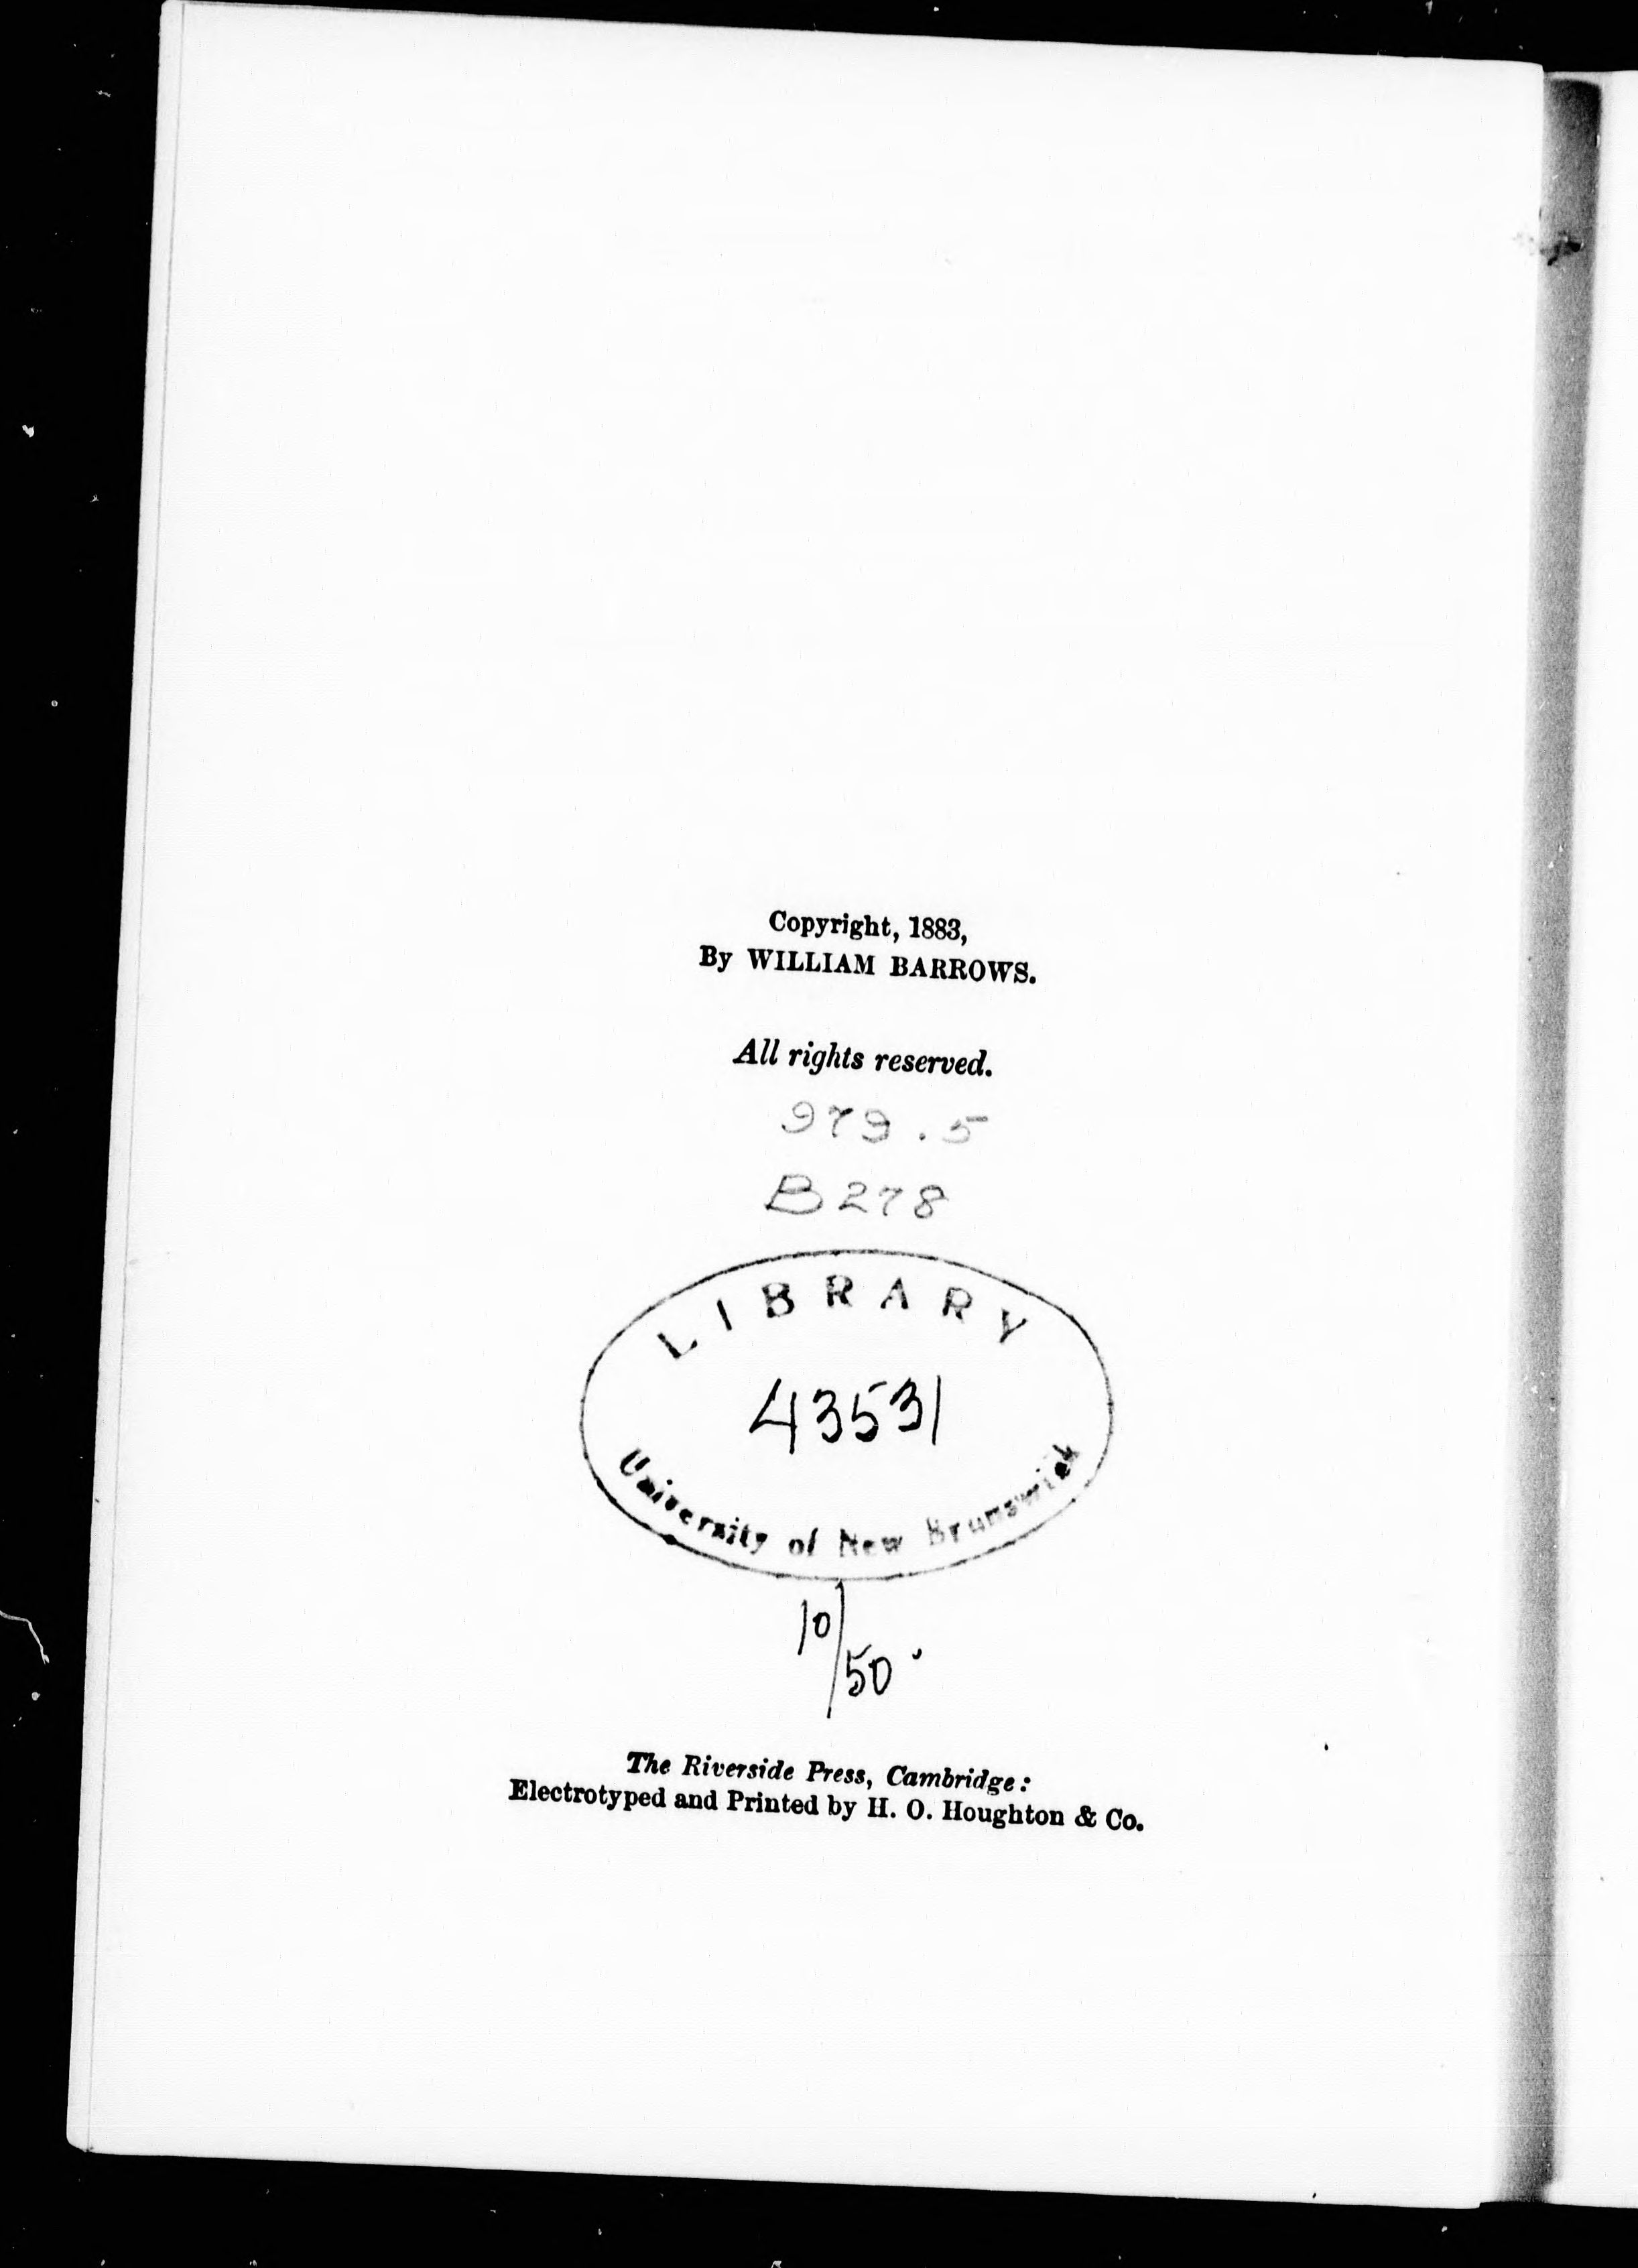 Copyright, 1883,
By WILLIAM BARROWS.
All rights reserved.
979.5
B278
LIBRARY
43531
University of New Brunswick
10/50
The Riverside Press, Cambridge:
Electrotyped and Printed by H. O. Houghton & Co.